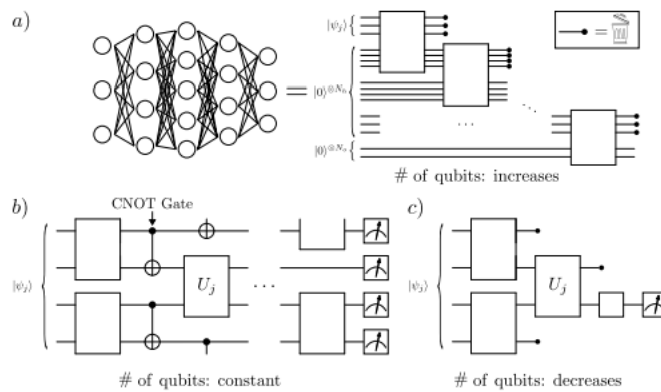 a)
|ψ_j⟩
=
|0⟩^{⊗N_h}
...
|0⟩^{⊗N_o}
# of qubits: increases
b)
CNOT Gate
|ψ_j⟩
U_j
...
# of qubits: constant
c)
|ψ_j⟩
U_j
# of qubits: decreases